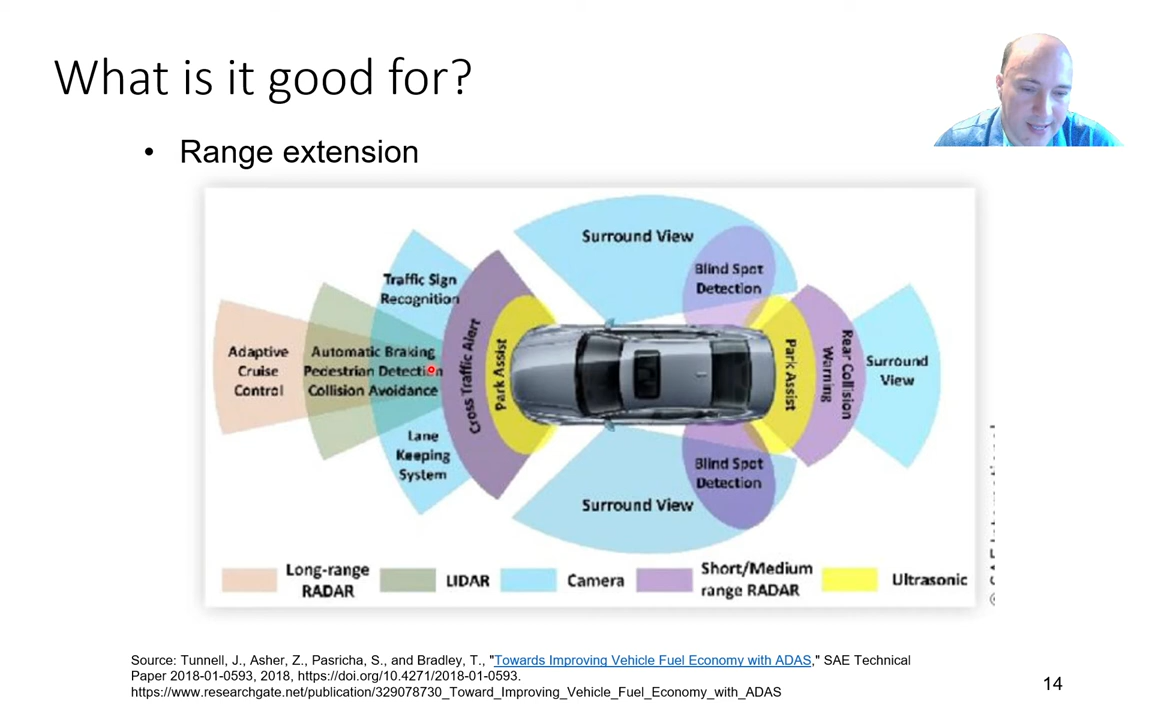 What is it good for?
• Range extension
Surround View
Blind Spot
Detection
Traffic Sign
Recognition
Adaptive
Cruise
Control
Automatic Braking
Pedestrian Detection
Collision Avoidance
Cross Traffic Alert
Park Assist
Park Assist
Rear Collision
Warning
Surround
View
Lane
Keeping
System
Blind Spot
Detection
Surround View
Long-range
RADAR
LIDAR
Camera
Short/Medium
range RADAR
Ultrasonic
Source: Tunnell, J., Asher, Z., Pasricha, S., and Bradley, T., "Towards Improving Vehicle Fuel Economy with ADAS," SAE Technical
Paper 2018-01-0593, 2018, https://doi.org/10.4271/2018-01-0593.
https://www.researchgate.net/publication/329078730_Toward_Improving_Vehicle_Fuel_Economy_with_ADAS
14